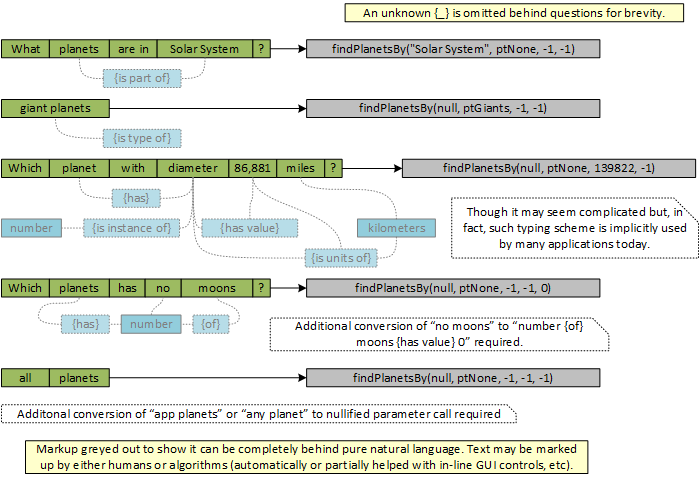 An unknown {_} is omitted behind questions for brevity.
What planets are in Solar System ? findPlanetsBy("Solar System", ptNone, -1, -1)
{is part of}
giant planets findPlanetsBy(null, ptGiants, -1, -1)
{is type of}
Which planet with diameter 86,881 miles ? findPlanetsBy(null, ptNone, 139822, -1)
{has}
number {is instance of} {has value} kilometers
{is units of}
Though it may seem complicated but, in
fact, such typing scheme is implicitly used
by many applications today.
Which planets has no moons ? findPlanetsBy(null, ptNone, -1, -1, 0)
{has} number {of}
Additional conversion of “no moons” to “number {of}
moons {has value} 0” required.
all planets findPlanetsBy(null, ptNone, -1, -1, -1)
Additonal conversion of “app planets” or “any planet” to nullified parameter call required
Markup greyed out to show it can be completely behind pure natural language. Text may be marked
up by either humans or algorithms (automatically or partially helped with in-line GUI controls, etc).